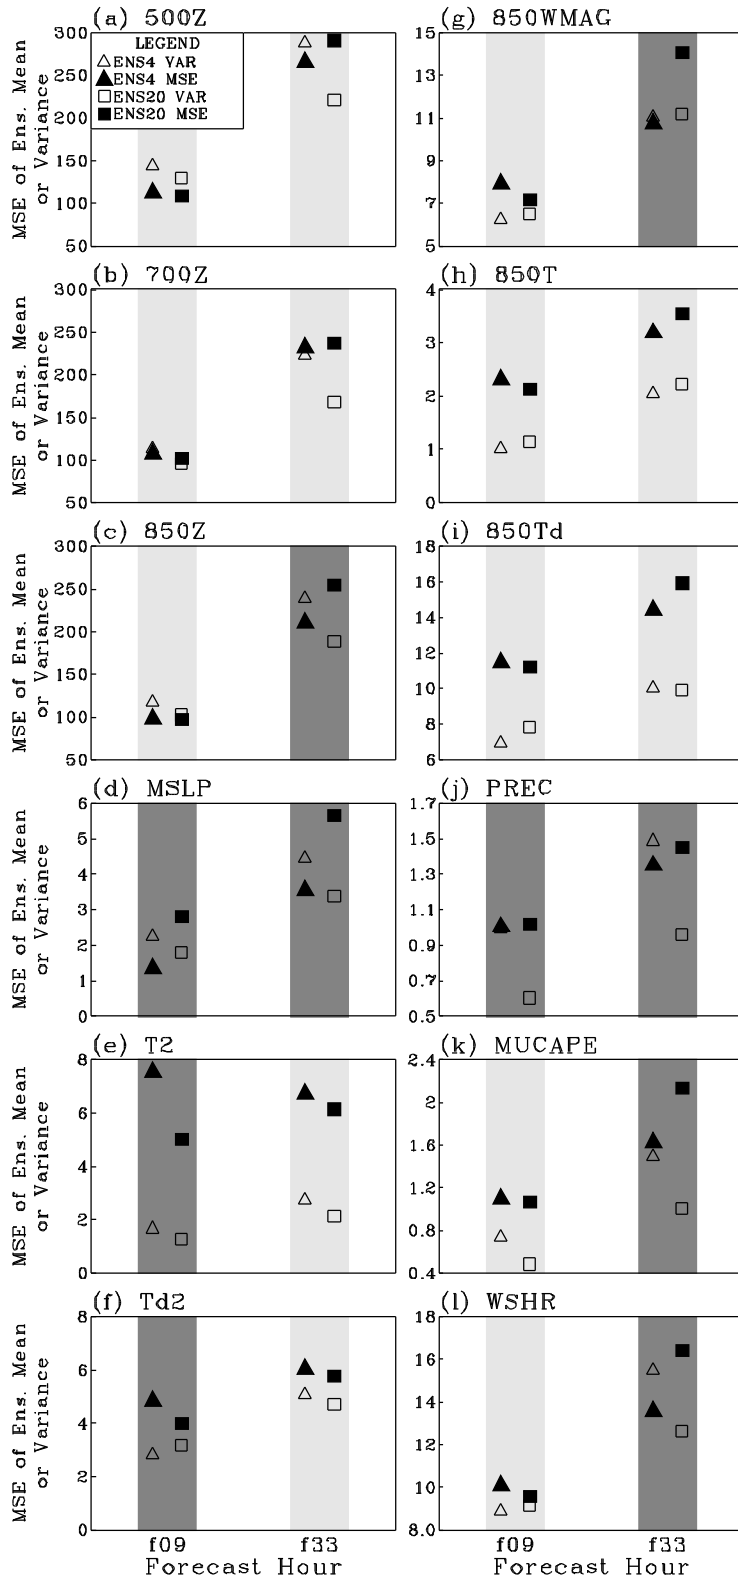 (a) 500Z
300
250
200
150
100
50
LEGEND
ENS4 VAR
ENS4 MSE
ENS20 VAR
ENS20 MSE
MSE of Ens. Mean
or Variance
(b) 700Z
300
250
200
150
100
50
MSE of Ens. Mean
or Variance
(c) 850Z
300
250
200
150
100
50
MSE of Ens. Mean
or Variance
(d) MSLP
6
5
4
3
2
1
0
MSE of Ens. Mean
or Variance
(e) T2
8
6
4
2
0
MSE of Ens. Mean
or Variance
(f) Td2
8
6
4
2
0
MSE of Ens. Mean
or Variance
f09 f33
Forecast Hour
(g) 850WMAG
15
13
11
9
7
5
(h) 850T
4
3
2
1
0
(i) 850Td
18
16
14
12
10
8
6
(j) PREC
1.7
1.5
1.3
1.1
0.9
0.7
0.5
(k) MUCAPE
2.4
2
1.6
1.2
0.8
0.4
(l) WSHR
18
16
14
12
10
8.0
f09 f33
Forecast Hour